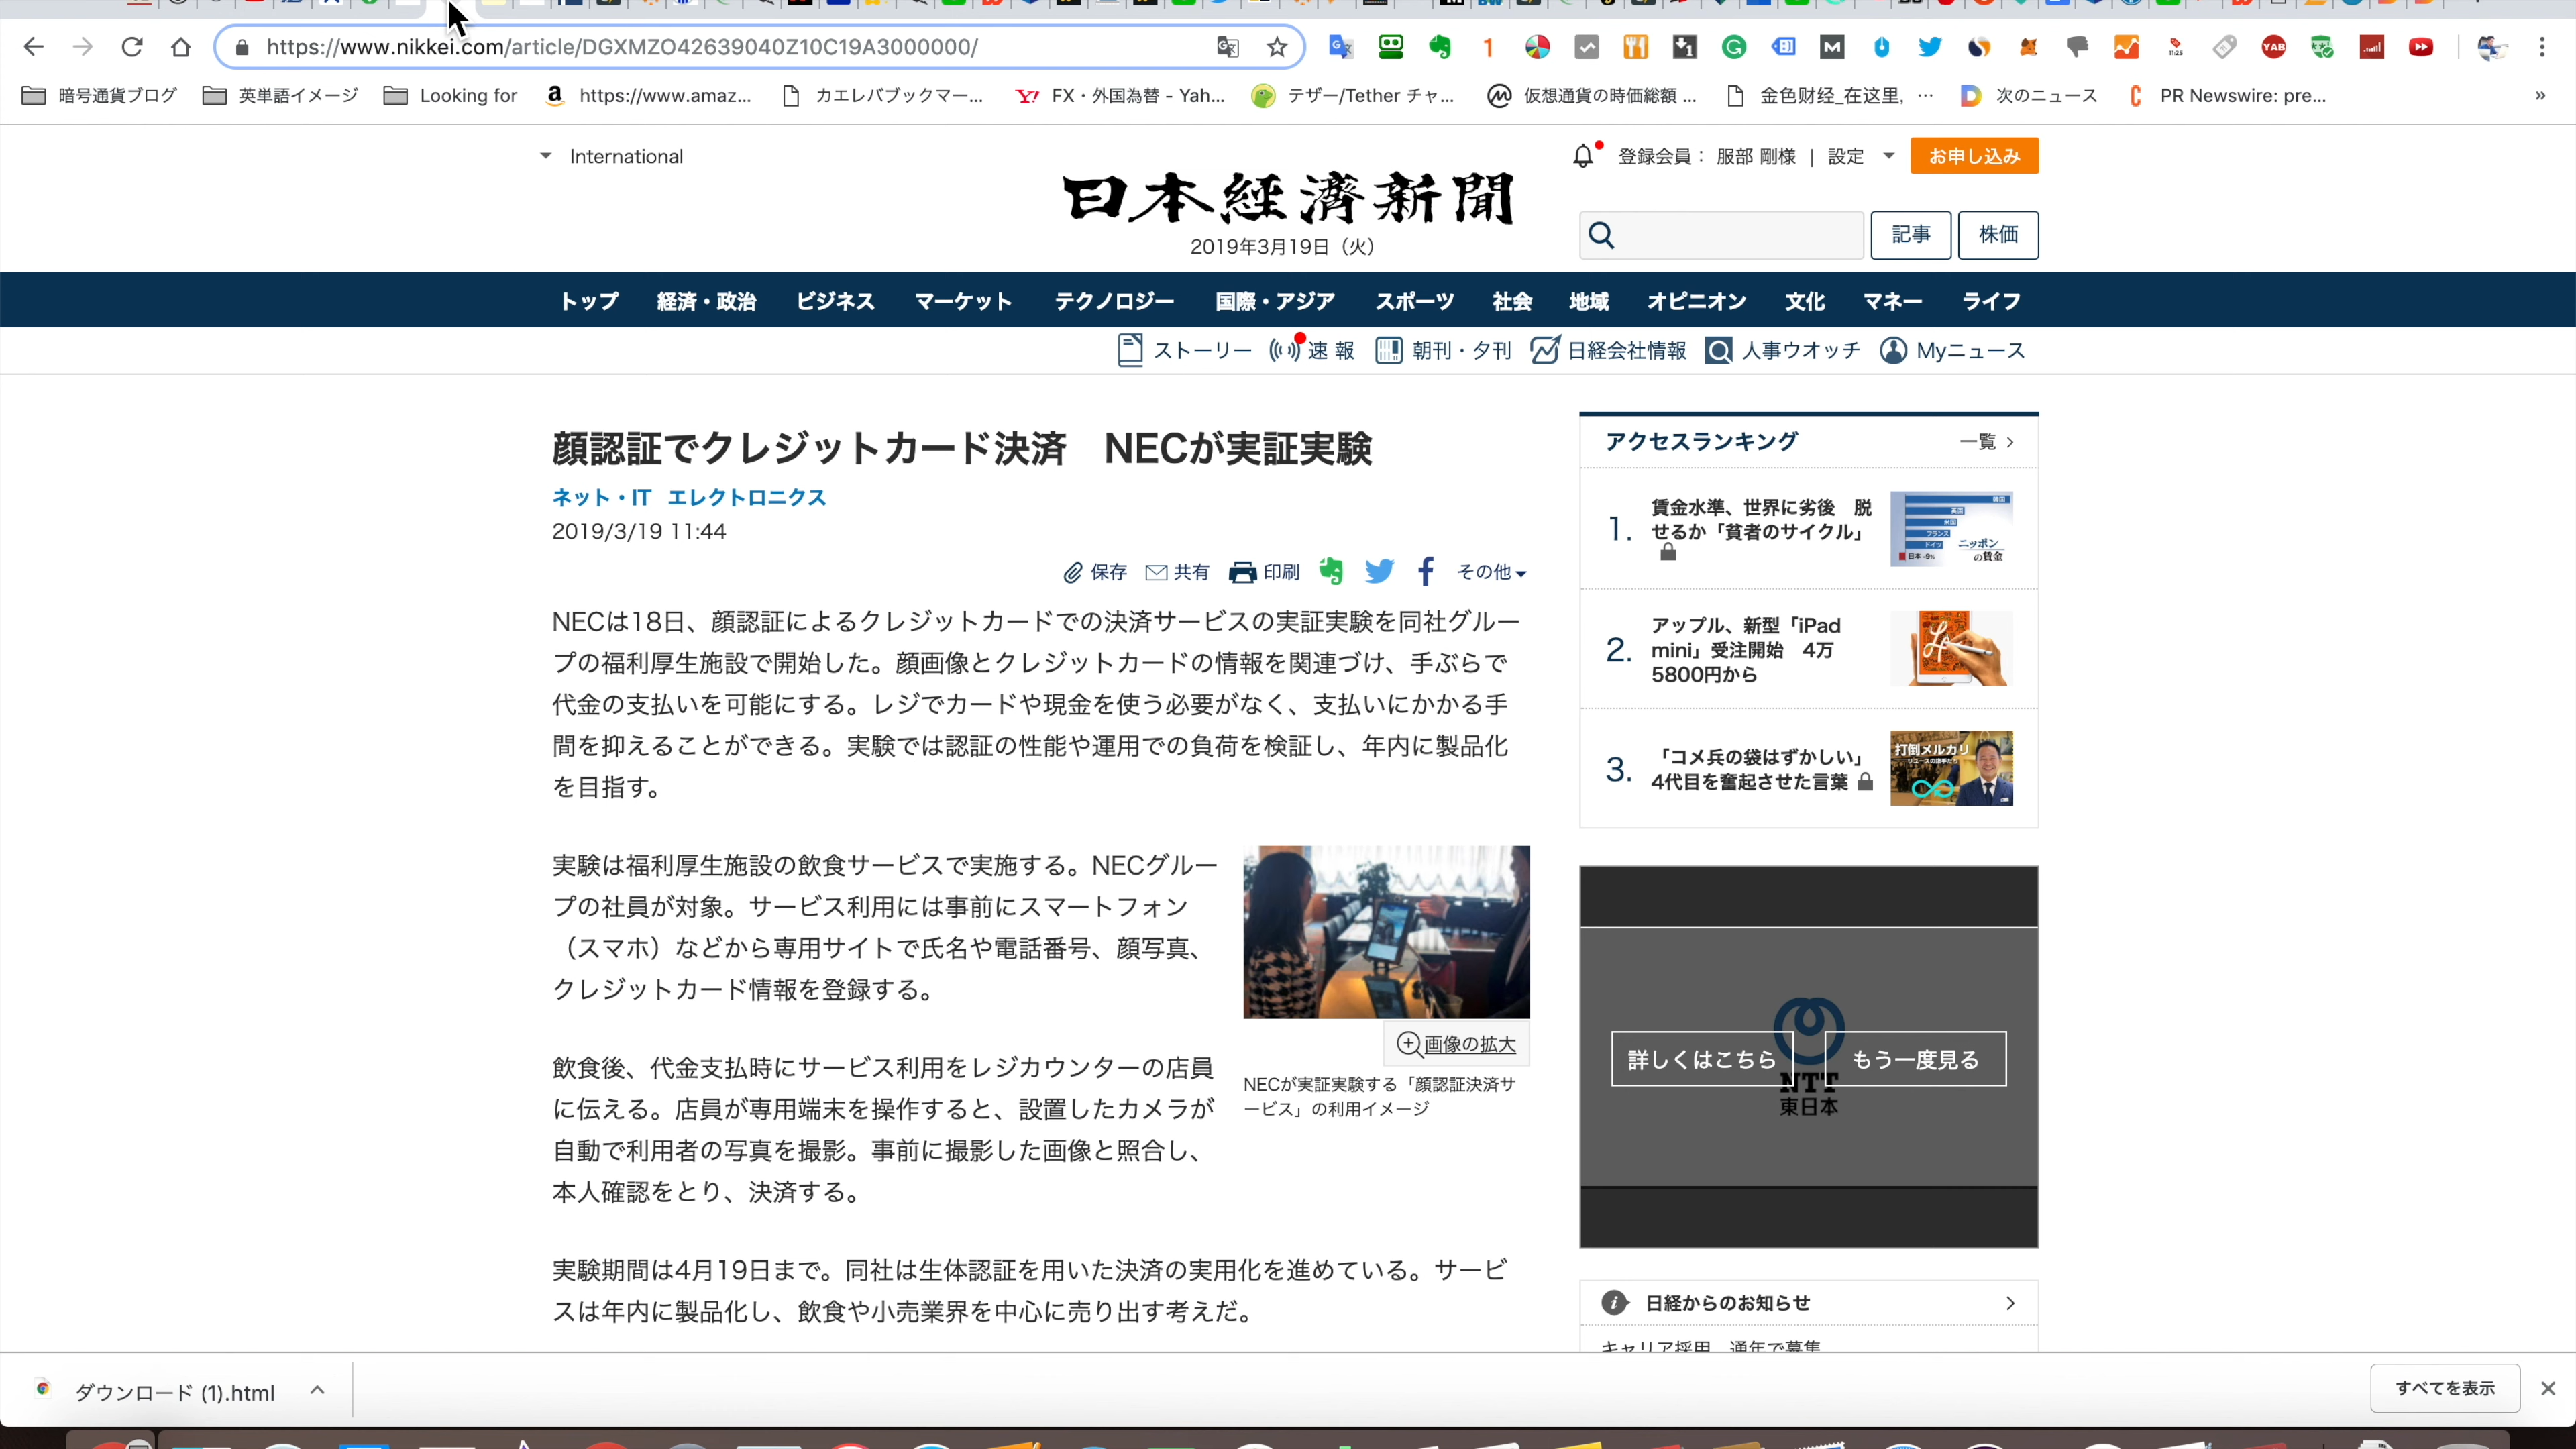 https://www.nikkei.com/article/DGXMZO42639040Z10C19A3000000/
暗号通貨ブログ 英単語イメージ Looking for https://www.amaz... カエレバブックマー... FX・外国為替 - Yah... テザー/Tether チャ... 仮想通貨の時価総額 ... 金色财经_在这里, … 次のニュース PR Newswire: pre... »
International
登録会員： 服部 剛様 | 設定 お申し込み
日本経済新聞
2019年3月19日（火）
記事 株価
トップ 経済・政治 ビジネス マーケット テクノロジー 国際・アジア スポーツ 社会 地域 オピニオン 文化 マネー ライフ
ストーリー 速 報 朝刊・夕刊 日経会社情報 人事ウオッチ Myニュース
顔認証でクレジットカード決済　NECが実証実験
ネット・IT エレクトロニクス
2019/3/19 11:44
保存 共有 印刷 その他
NECは18日、顔認証によるクレジットカードでの決済サービスの実証実験を同社グルー
プの福利厚生施設で開始した。顔画像とクレジットカードの情報を関連づけ、手ぶらで
代金の支払いを可能にする。レジでカードや現金を使う必要がなく、支払いにかかる手
間を抑えることができる。実験では認証の性能や運用での負荷を検証し、年内に製品化
を目指す。
実験は福利厚生施設の飲食サービスで実施する。NECグルー
プの社員が対象。サービス利用には事前にスマートフォン
（スマホ）などから専用サイトで氏名や電話番号、顔写真、
クレジットカード情報を登録する。
画像の拡大
NECが実証実験する「顔認証決済サ
ービス」の利用イメージ
飲食後、代金支払時にサービス利用をレジカウンターの店員
に伝える。店員が専用端末を操作すると、設置したカメラが
自動で利用者の写真を撮影。事前に撮影した画像と照合し、
本人確認をとり、決済する。
実験期間は4月19日まで。同社は生体認証を用いた決済の実用化を進めている。サービ
スは年内に製品化し、飲食や小売業界を中心に売り出す考えだ。
アクセスランキング 一覧
1. 賃金水準、世界に劣後　脱
せるか「貧者のサイクル」
韓国
英国
米国
フランス
ドイツ
日本 -9%
ニッポン
の賃金
2. アップル、新型「iPad
mini」受注開始　4万
5800円から
3. 「コメ兵の袋はずかしい」
4代目を奮起させた言葉
打倒メルカリ
リユースの旗手たち
詳しくはこちら もう一度見る
NTT
東日本
日経からのお知らせ
キャリア採用　通年で募集
ダウンロード (1).html
すべてを表示